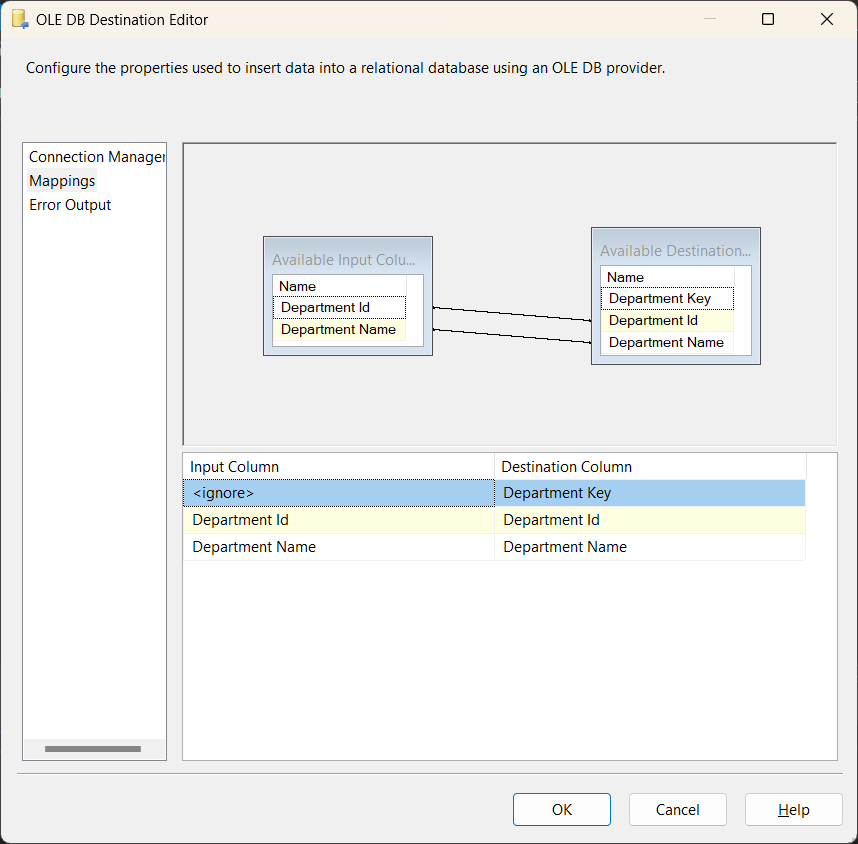 OLE DB Destination Editor
Configure the properties used to insert data into a relational database using an OLE DB provider.
Connection Manager
Mappings
Error Output
Available Input Colu...
Name
Department Id
Department Name
Available Destination...
Name
Department Key
Department Id
Department Name
Input Column Destination Column
<ignore> Department Key
Department Id Department Id
Department Name Department Name
OK Cancel Help